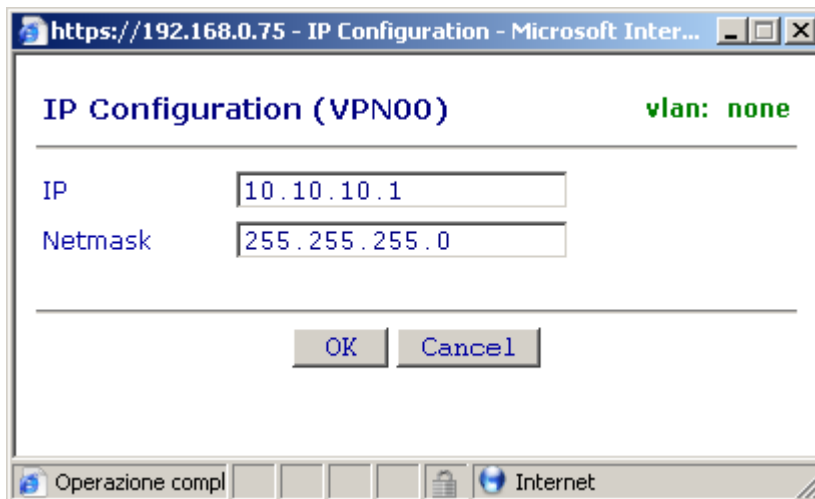 https://192.168.0.75 - IP Configuration - Microsoft Inter...
IP Configuration (VPN00) vlan: none
IP 10.10.10.1
Netmask 255.255.255.0
OK Cancel
Operazione compl Internet